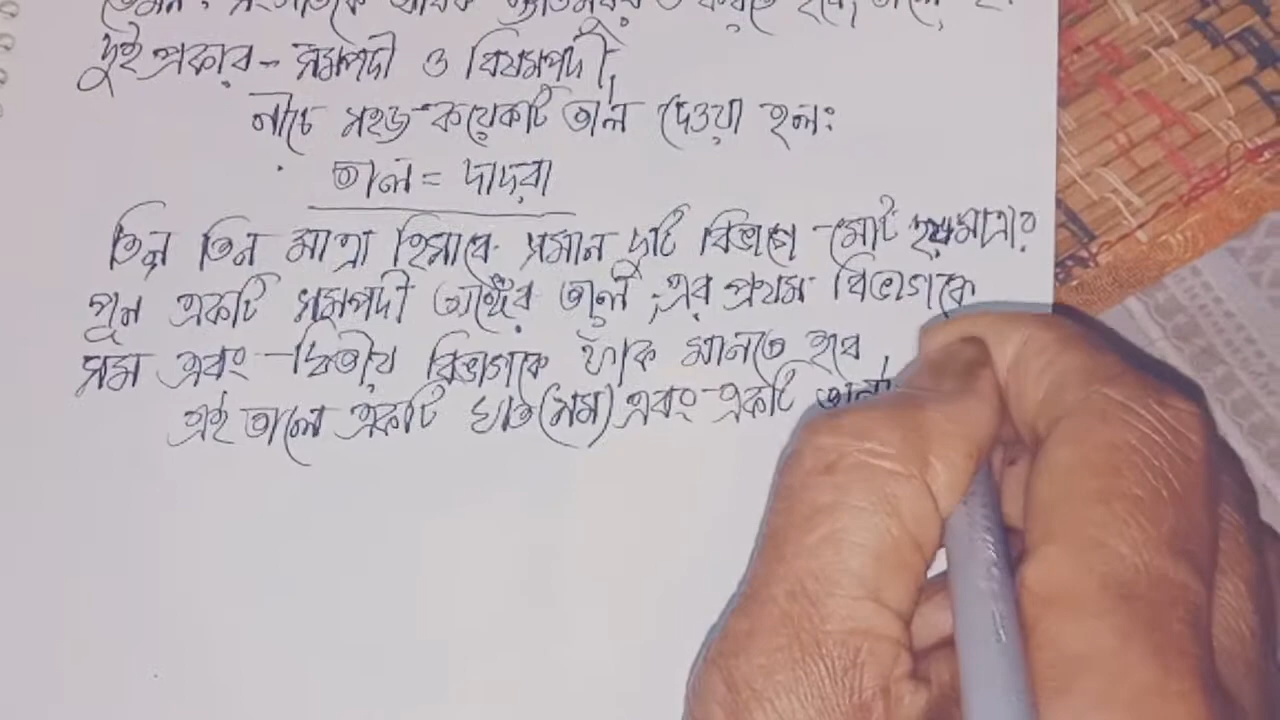 দুই প্রকার - সমপদী ও বিষমপদী,
নীচে সহজ কয়েকটি তাল দেওয়া হল:
তাল = দাদরা
তিন তিন মাত্রা হিসাবে সমান দুটি বিভাগে মোট ছয়মাত্রার
পূর্ন একটি সমপদী অঙ্গের তাল, এর প্রথম বিভাগকে
সম এবং দ্বিতীয় বিভাগকে ফাঁক মানতে হবে
এই তালে একটি ঘাত (সম) এবং একটি